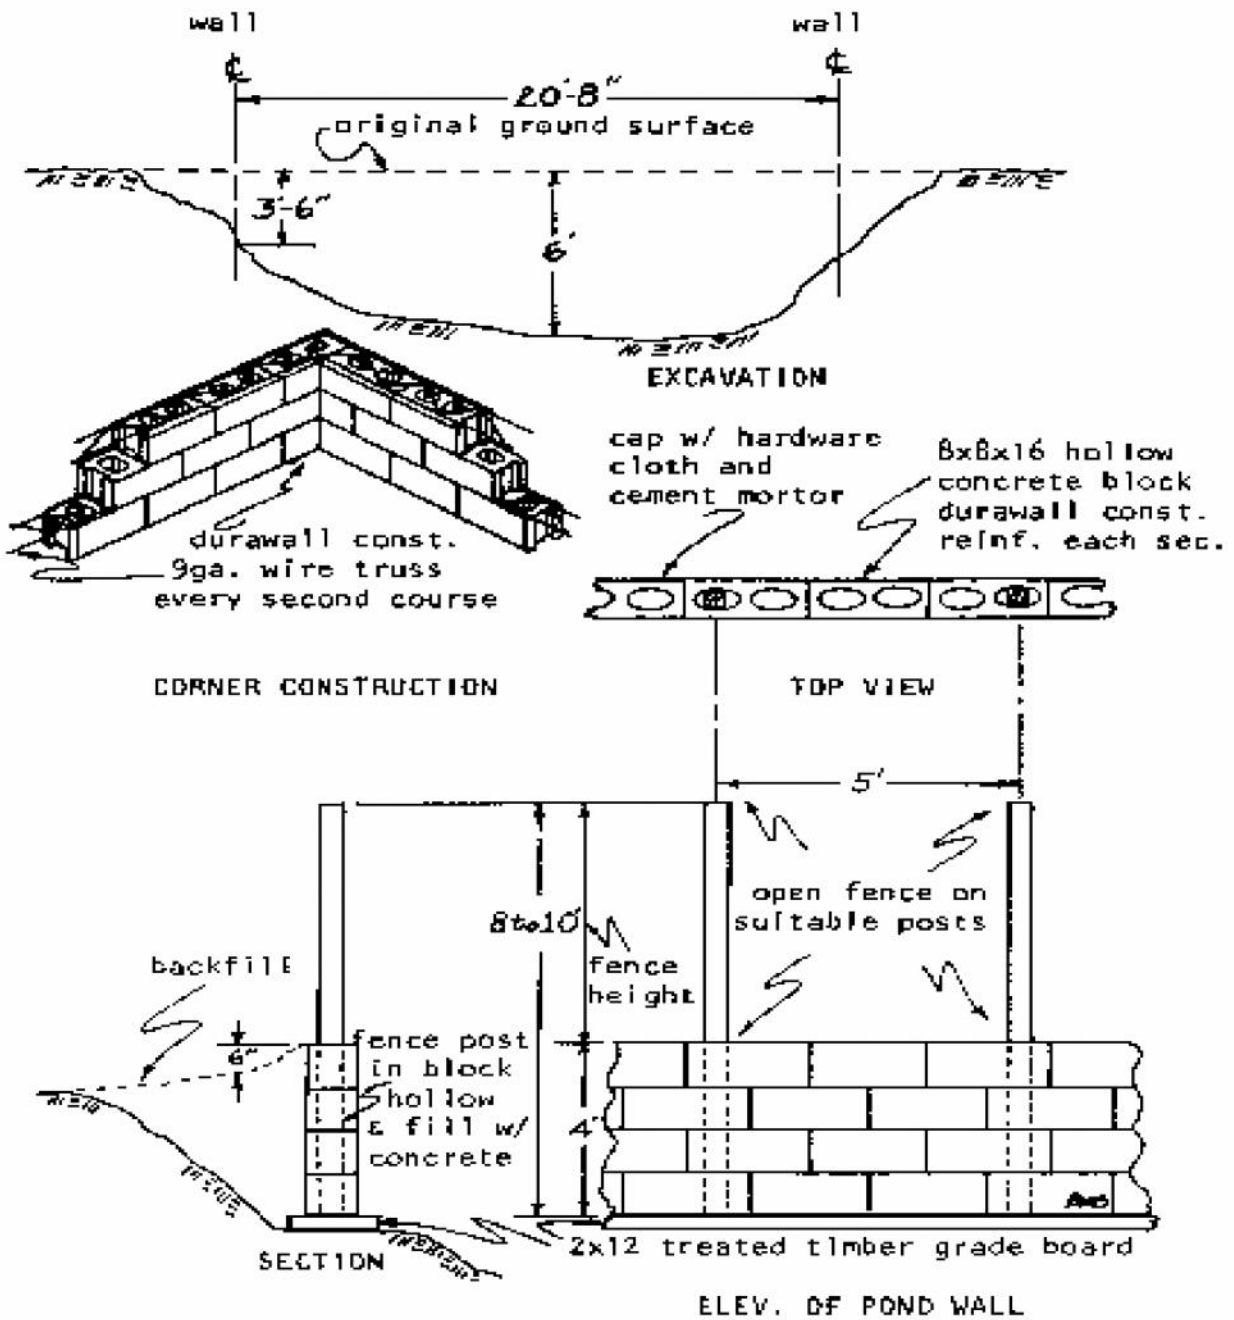 wall
wall
℄
℄
20'-8"
original ground surface
3'-6"
6'
EXCAVATION
cap w/ hardware
cloth and
cement mortor
8x8x16 hollow
concrete block
durawall const.
reinf. each sec.
durawall const.
9ga. wire truss
every second course
CORNER CONSTRUCTION
TOP VIEW
5'
open fence on
suitable posts
8 to 10'
fence
height
backfill
6"
fence post
in block
hollow
& fill w/
concrete
4"
2x12 treated timber grade board
SECTION
ELEV. OF POND WALL